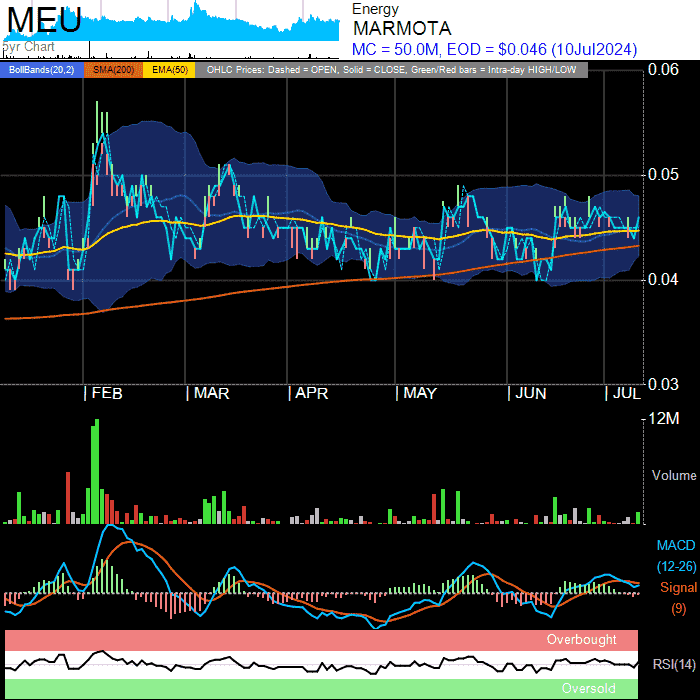 MEU
Energy
MARMOTA
5yr Chart
MC = 50.0M, EOD = $0.046 (10Jul2024)
BollBands(20,2) SMA(200) EMA(50) OHLC Prices: Dashed = OPEN, Solid = CLOSE, Green/Red bars = Intra-day HIGH/LOW
0.06
0.05
0.04
0.03
FEB MAR APR MAY JUN JUL
12M
Volume
MACD
(12-26)
Signal
(9)
Overbought
RSI(14)
Oversold